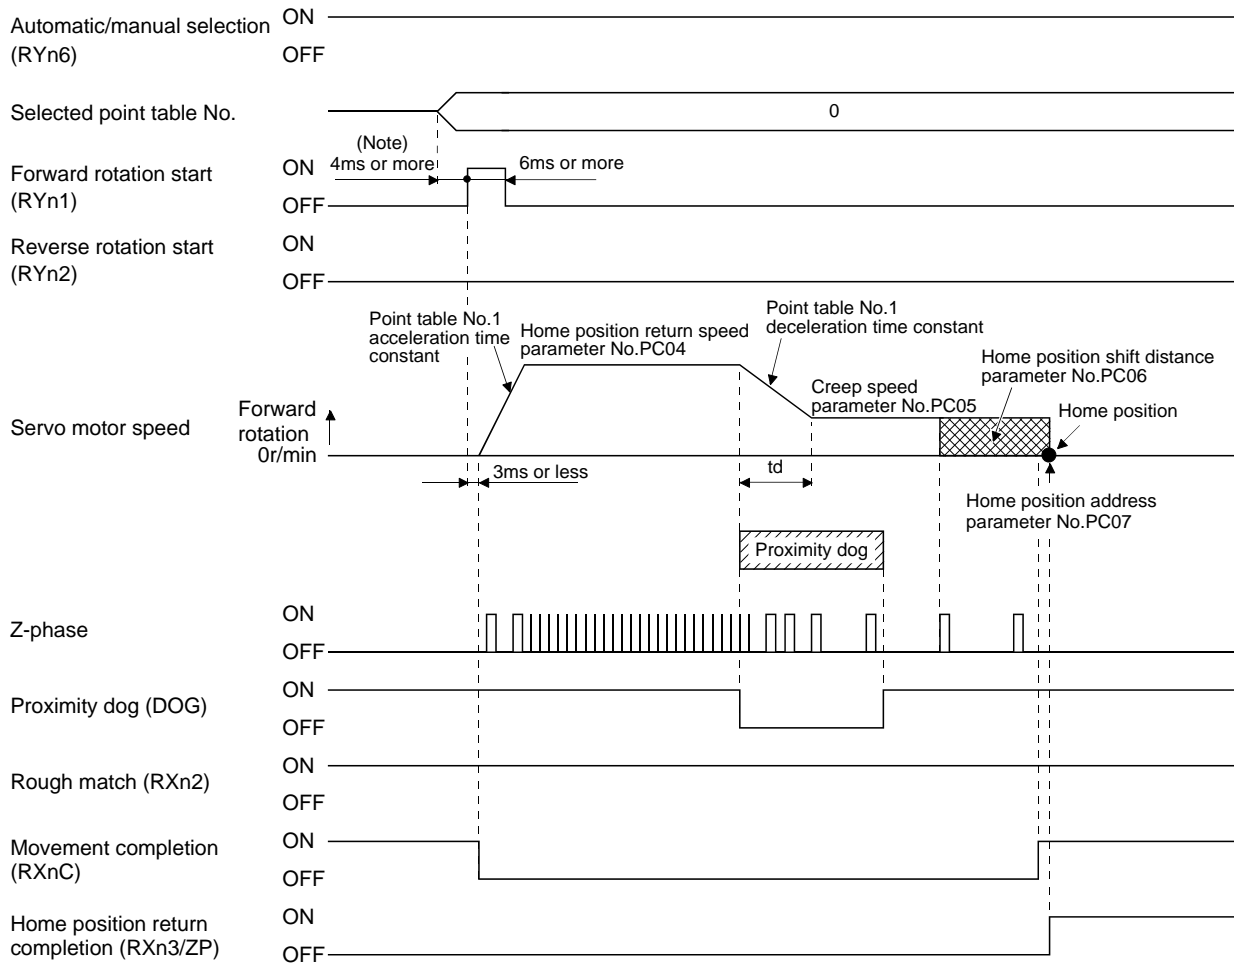 Automatic/manual selection
(RYn6)
ON
OFF
Selected point table No.
0
Forward rotation start
(RYn1)
ON
OFF
(Note)
4ms or more
6ms or more
Reverse rotation start
(RYn2)
ON
OFF
Servo motor speed
Forward
rotation
0r/min
Point table No.1
acceleration time
constant
Home position return speed
parameter No.PC04
Point table No.1
deceleration time constant
Creep speed
parameter No.PC05
Home position shift distance
parameter No.PC06
Home position
3ms or less
td
Home position address
parameter No.PC07
Proximity dog
Z-phase
ON
OFF
Proximity dog (DOG)
ON
OFF
Rough match (RXn2)
ON
OFF
Movement completion
(RXnC)
ON
OFF
Home position return
completion (RXn3/ZP)
ON
OFF